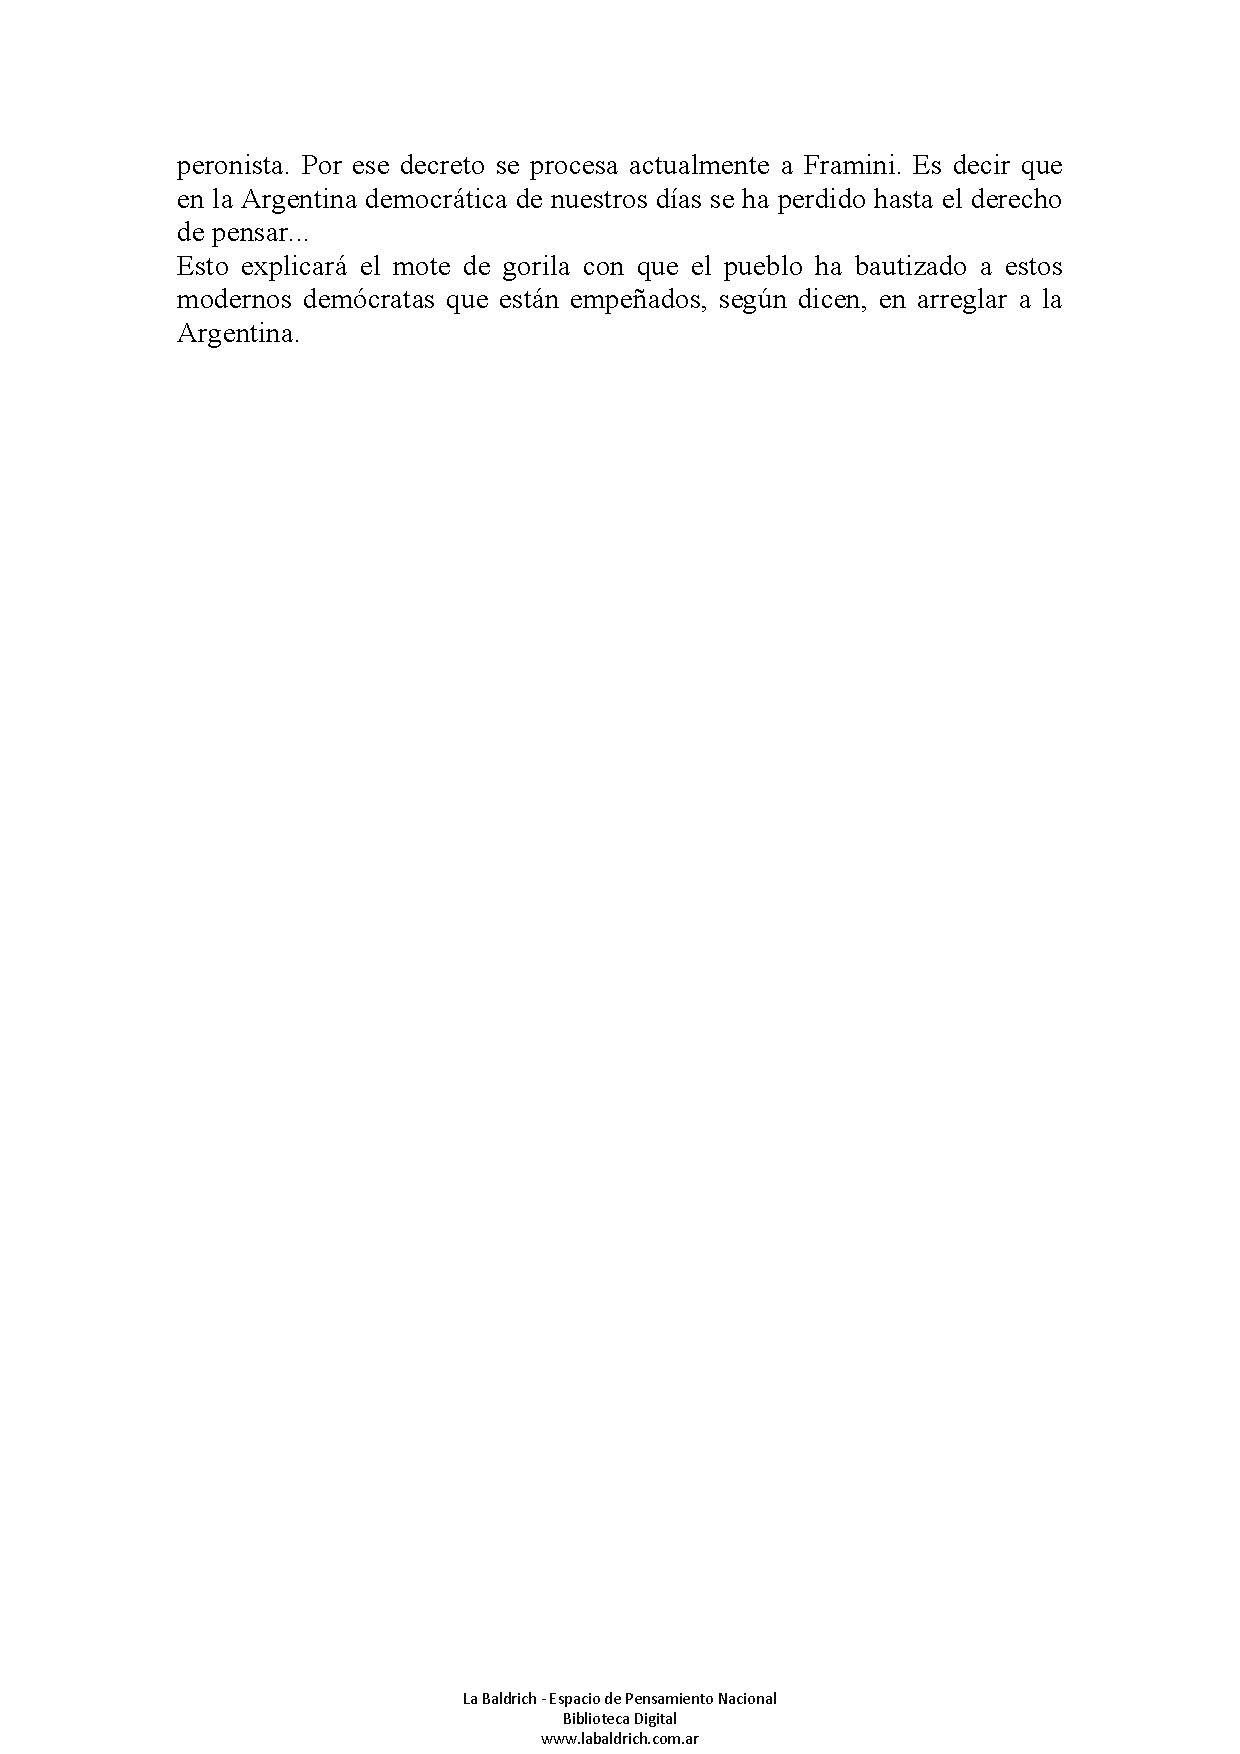 peronista. Por ese decreto se procesa actualmente a Framini. Es decir que
en la Argentina democrática de nuestros días se ha perdido hasta el derecho
de pensar...
Esto explicará el mote de gorila con que el pueblo ha bautizado a estos
modernos demócratas que están empeñados, según dicen, en arreglar a la
Argentina.
La Baldrich - Espacio de Pensamiento Nacional
Biblioteca Digital
www.labaldrich.com.ar